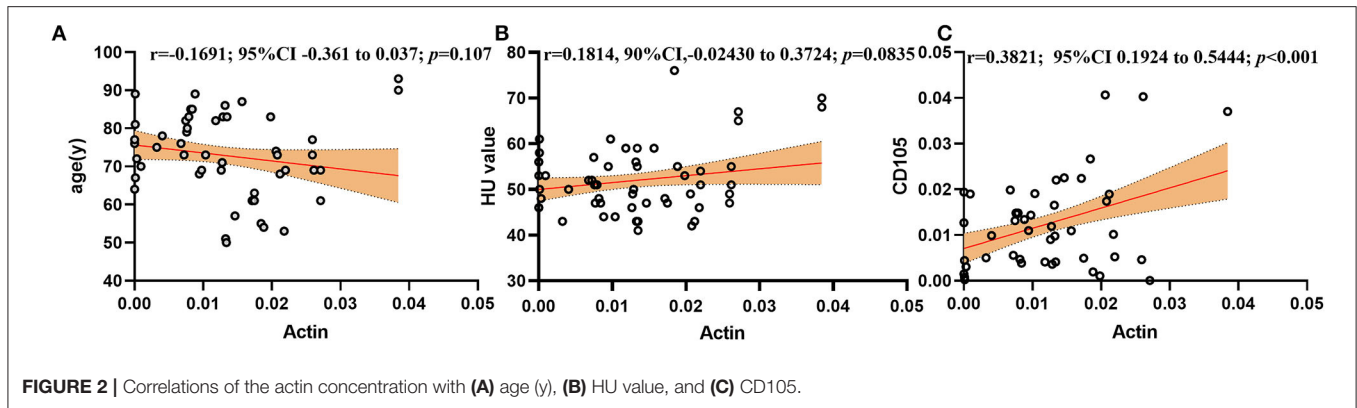 A
r=-0.1691; 95%CI -0.361 to 0.037; p=0.107
100
90
80
70
60
50
40
age(y)
0.00 0.01 0.02 0.03 0.04 0.05
Actin
B
r=0.1814, 90%CI,-0.02430 to 0.3724; p=0.0835
80
70
60
50
40
30
HU value
0.00 0.01 0.02 0.03 0.04 0.05
Actin
C
r=0.3821; 95%CI 0.1924 to 0.5444; p<0.001
0.05
0.04
0.03
0.02
0.01
0.00
CD105
0.00 0.01 0.02 0.03 0.04 0.05
Actin
FIGURE 2 | Correlations of the actin concentration with (A) age (y), (B) HU value, and (C) CD105.